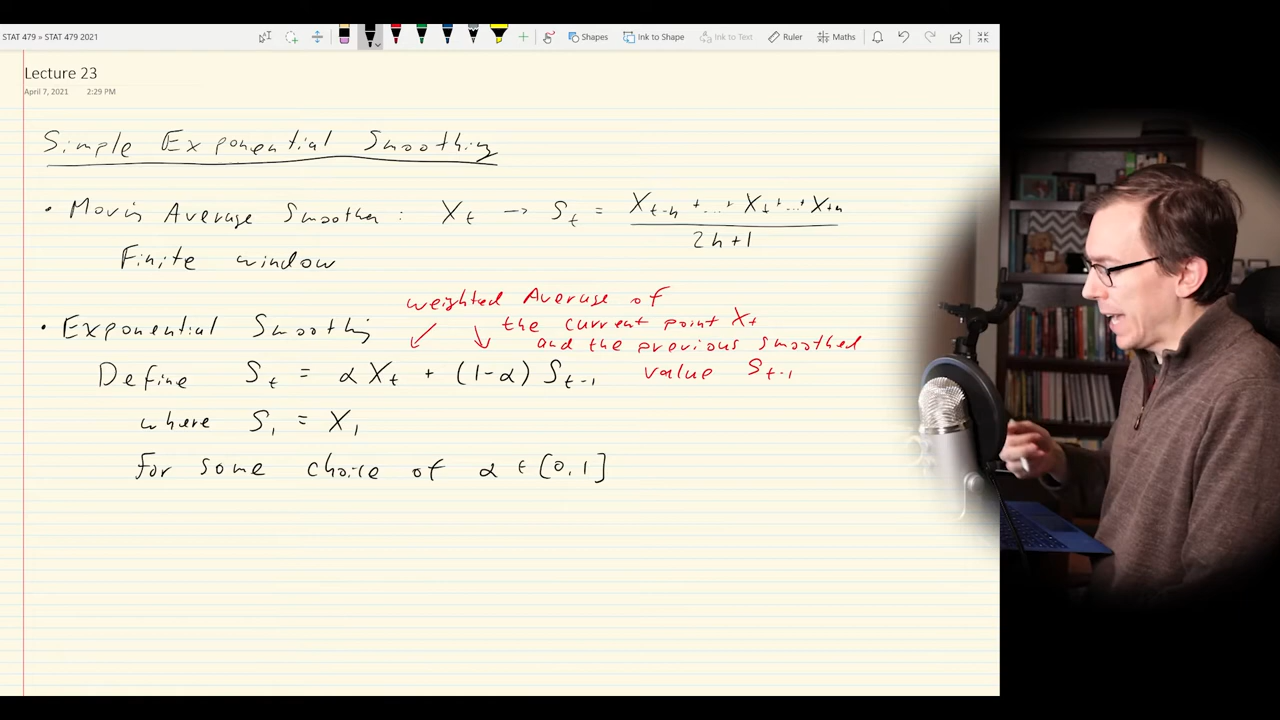 STAT 479 » STAT 479 2021
Shapes
Ink to Shape
Ink to Text
Ruler
Maths
Lecture 23
April 7, 2021 2:29 PM
Simple Exponential Smoothing
• Moving Average Smoother: X_t → S_t = (X_{t-h} + ... + X_t + ... + X_{t+h}) / (2h+1)
Finite window
weighted Average of
the current point X_t
and the previous smoothed
value S_{t-1}
• Exponential Smoothing
Define S_t = α X_t + (1-α) S_{t-1}
where S_1 = X_1
for some choice of α ∈ [0,1]